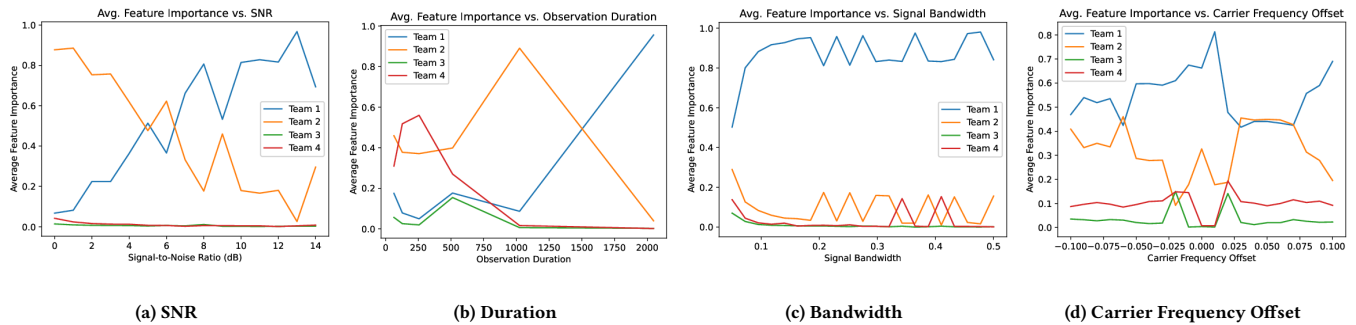 Avg. Feature Importance vs. SNR
Average Feature Importance
1.0
0.8
0.6
0.4
0.2
0.0
Team 1
Team 2
Team 3
Team 4
0 2 4 6 8 10 12 14
Signal-to-Noise Ratio (dB)
(a) SNR
Avg. Feature Importance vs. Observation Duration
Average Feature Importance
1.0
0.8
0.6
0.4
0.2
0.0
Team 1
Team 2
Team 3
Team 4
0 250 500 750 1000 1250 1500 1750 2000
Observation Duration
(b) Duration
Avg. Feature Importance vs. Signal Bandwidth
Average Feature Importance
1.0
0.8
0.6
0.4
0.2
0.0
Team 1
Team 2
Team 3
Team 4
0.1 0.2 0.3 0.4 0.5
Signal Bandwidth
(c) Bandwidth
Avg. Feature Importance vs. Carrier Frequency Offset
Average Feature Importance
0.8
0.7
0.6
0.5
0.4
0.3
0.2
0.1
0.0
Team 1
Team 2
Team 3
Team 4
−0.100 −0.075 −0.050 −0.025 0.000 0.025 0.050 0.075 0.100
Carrier Frequency Offset
(d) Carrier Frequency Offset